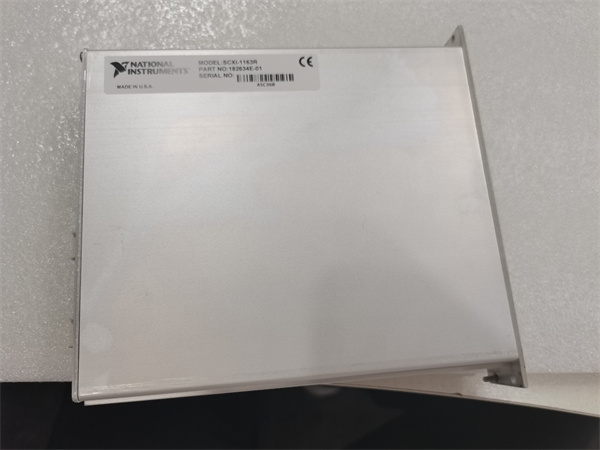 NATIONAL
INSTRUMENTS
MADE IN U.S.A.
MODEL:SCXI-1163R
PART NO:182634E-01
SERIAL NO:
CE